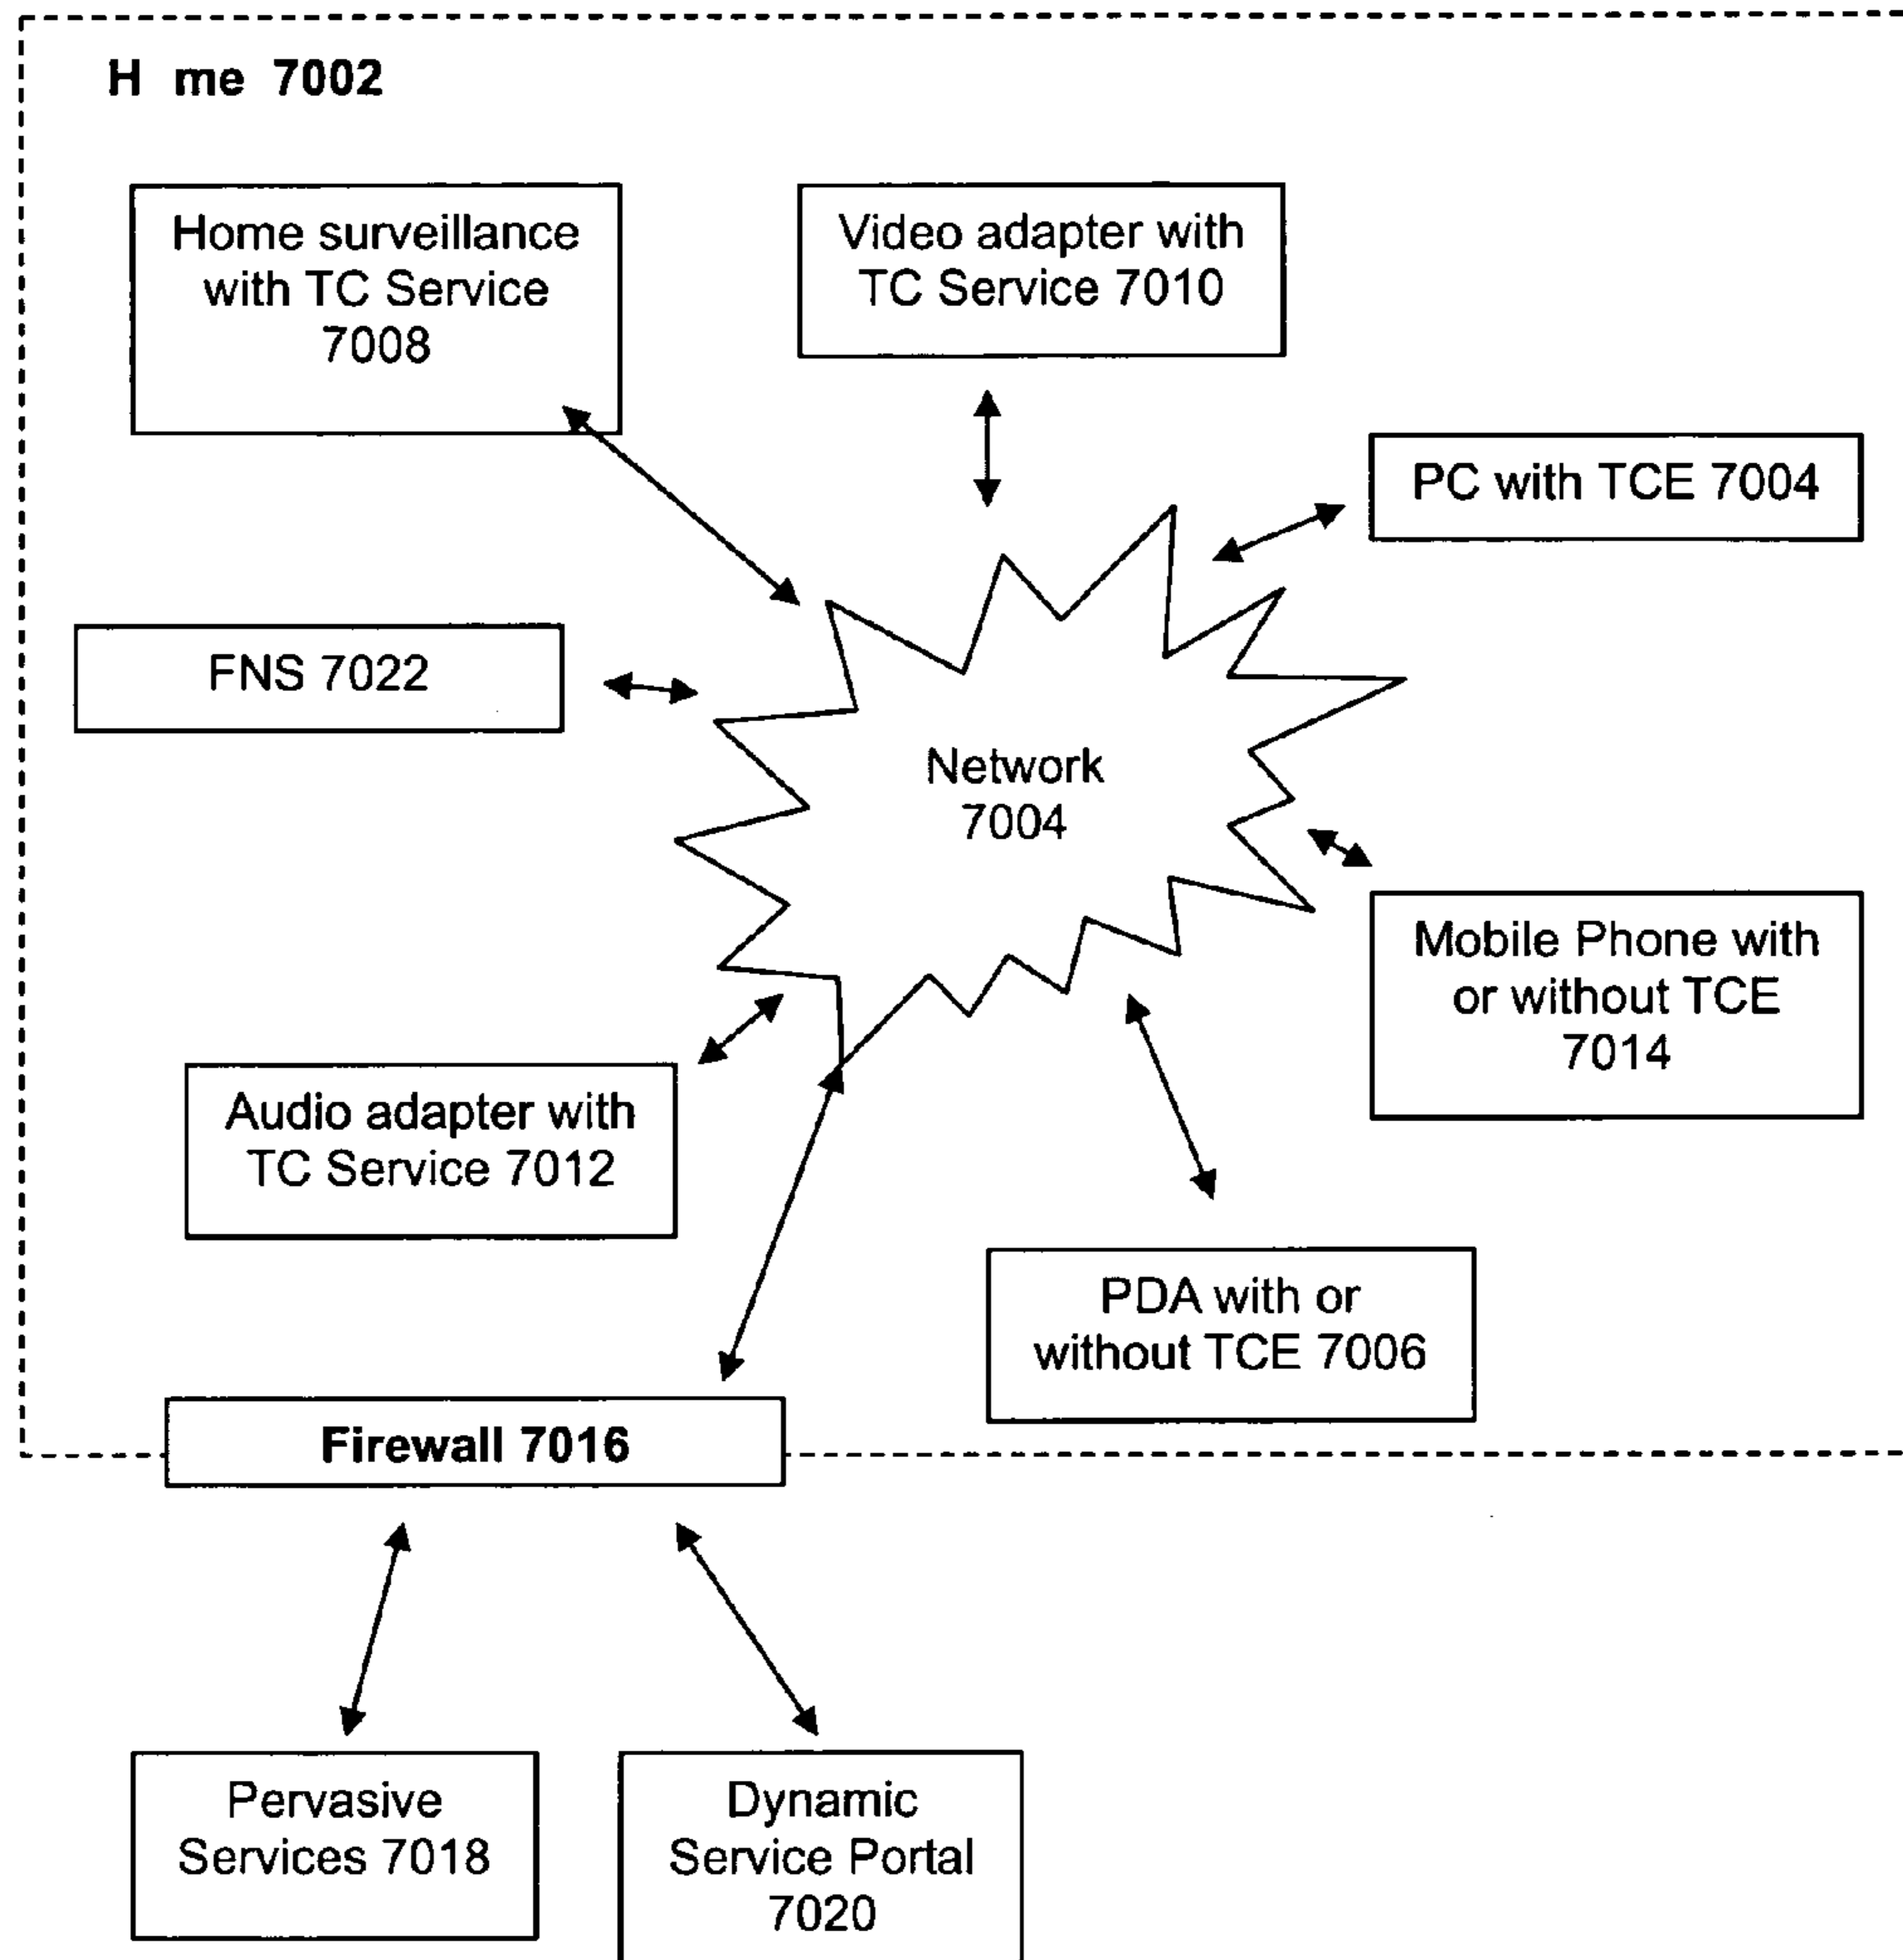 H me 7002
Home surveillance
with TC Service
7008
Video adapter with
TC Service 7010
PC with TCE 7004
FNS 7022
Network
7004
Mobile Phone with
or without TCE
7014
Audio adapter with
TC Service 7012
PDA with or
without TCE 7006
Firewall 7016
Pervasive
Services 7018
Dynamic
Service Portal
7020